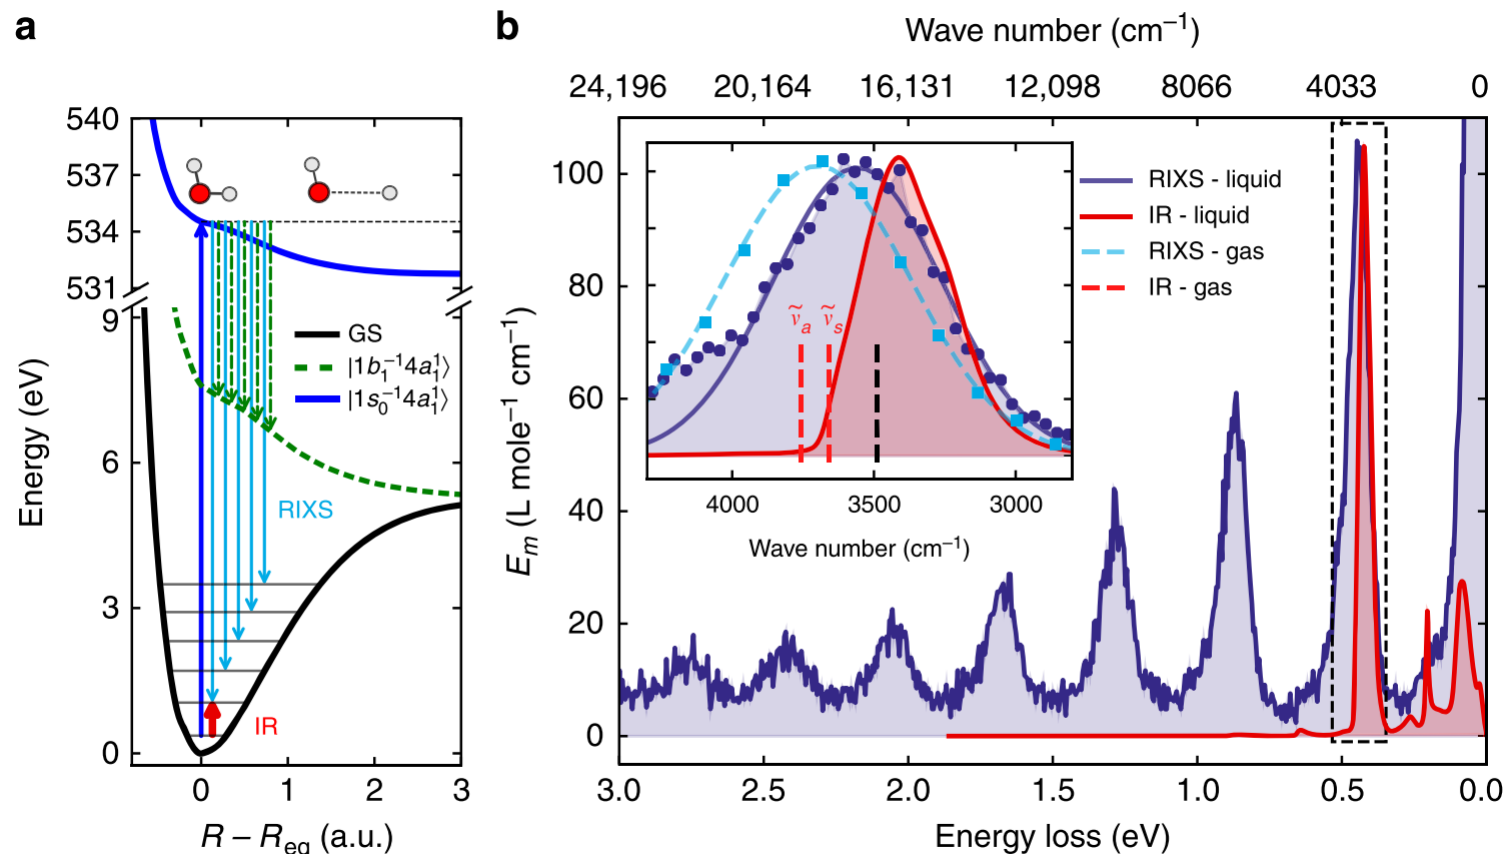 a
540
537
534
531
9
6
3
0
Energy (eV)
GS
|1b₁⁻¹4a₁¹⟩
|1s₀⁻¹4a₁¹⟩
RIXS
IR
0 1 2 3
R – Req (a.u.)
b
Wave number (cm⁻¹)
24,196 20,164 16,131 12,098 8066 4033 0
100
80
60
40
20
0
Eₘ (L mole⁻¹ cm⁻¹)
ṽₐ ṽₛ
4000 3500 3000
Wave number (cm⁻¹)
RIXS - liquid
IR - liquid
RIXS - gas
IR - gas
3.0 2.5 2.0 1.5 1.0 0.5 0.0
Energy loss (eV)